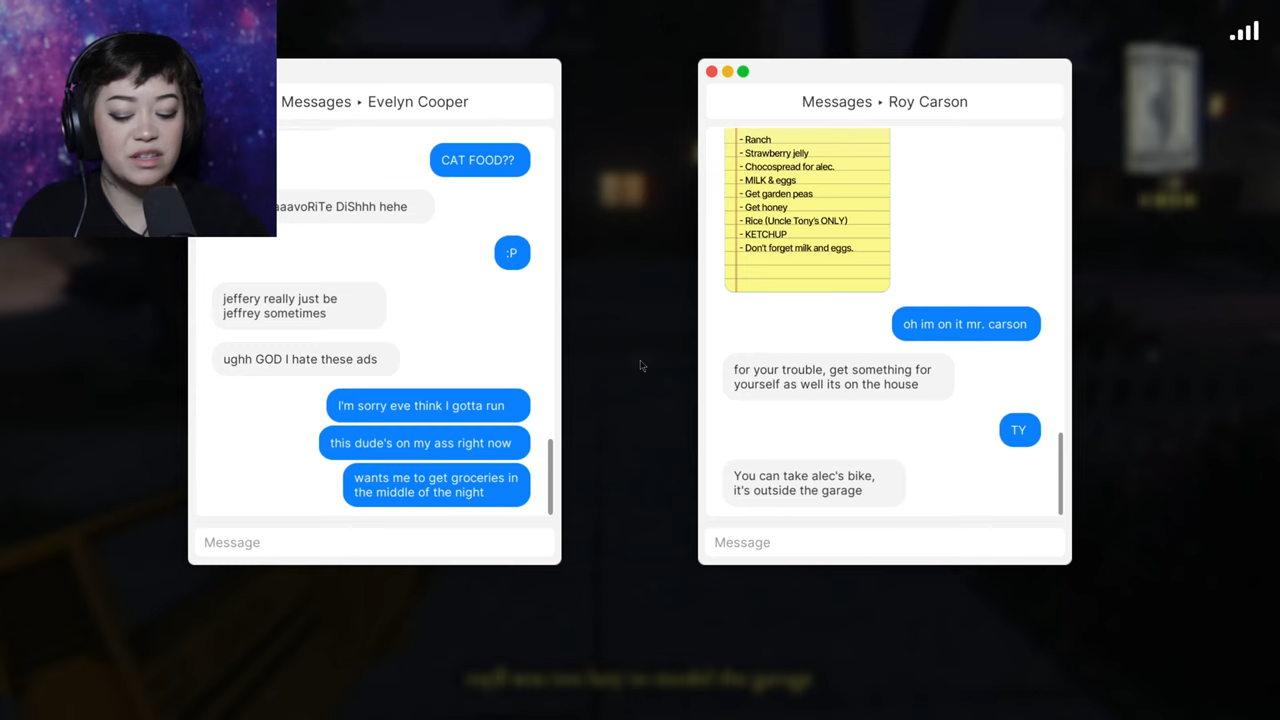 Messages ▸ Evelyn Cooper
CAT FOOD??
aaavoRiTe DiShhh hehe
:P
jeffery really just be
jeffrey sometimes
ughh GOD I hate these ads
I'm sorry eve think I gotta run
this dude's on my ass right now
wants me to get groceries in
the middle of the night
Message
Messages ▸ Roy Carson
- Ranch
- Strawberry jelly
- Chocospread for alec.
- MILK & eggs
- Get garden peas
- Get honey
- Rice (Uncle Tony's ONLY)
- KETCHUP
- Don't forget milk and eggs.
oh im on it mr. carson
for your trouble, get something for
yourself as well its on the house
TY
You can take alec's bike,
it's outside the garage
Message